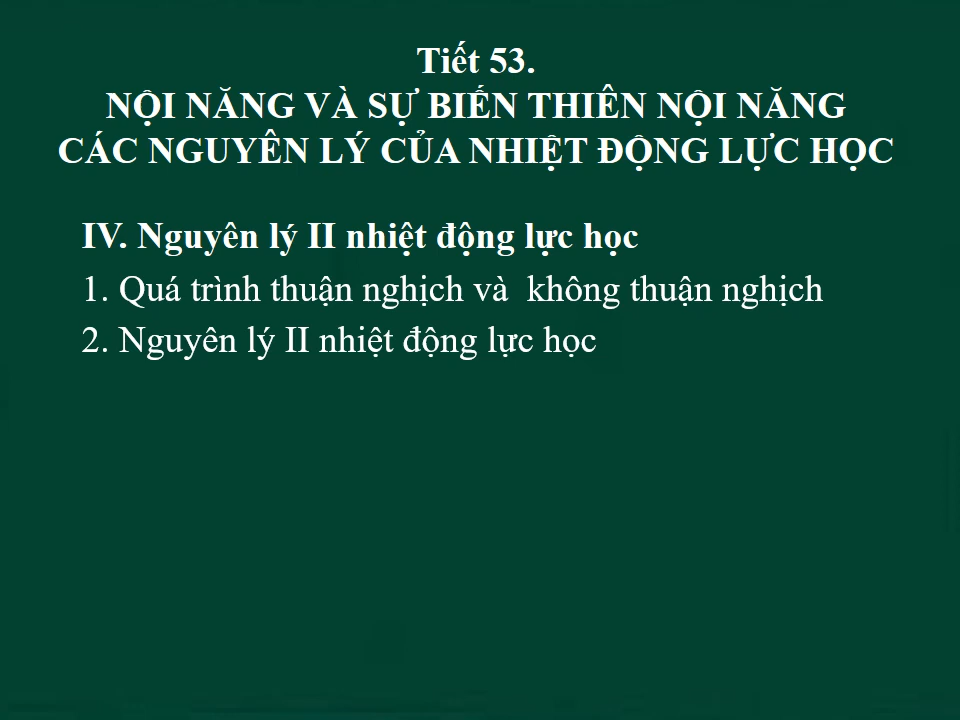 Tiết 53.
NỘI NĂNG VÀ SỰ BIẾN THIÊN NỘI NĂNG
CÁC NGUYÊN LÝ CỦA NHIỆT ĐỘNG LỰC HỌC
IV. Nguyên lý II nhiệt động lực học
1. Quá trình thuận nghịch và không thuận nghịch
2. Nguyên lý II nhiệt động lực học